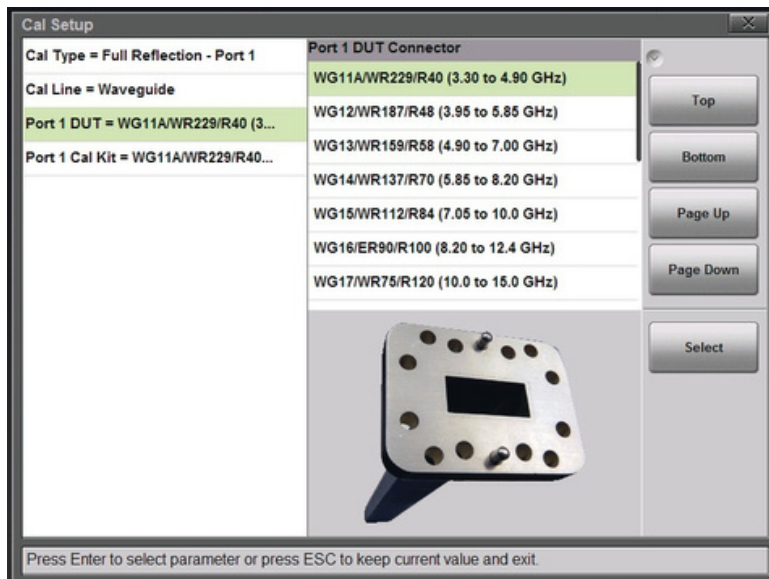 Cal Setup
Cal Type = Full Reflection - Port 1
Cal Line = Waveguide
Port 1 DUT = WG11A/WR229/R40 (3...
Port 1 Cal Kit = WG11A/WR229/R40...
Port 1 DUT Connector
WG11A/WR229/R40 (3.30 to 4.90 GHz)
WG12/WR187/R48 (3.95 to 5.85 GHz)
WG13/WR159/R58 (4.90 to 7.00 GHz)
WG14/WR137/R70 (5.85 to 8.20 GHz)
WG15/WR112/R84 (7.05 to 10.0 GHz)
WG16/ER90/R100 (8.20 to 12.4 GHz)
WG17/WR75/R120 (10.0 to 15.0 GHz)
Top
Bottom
Page Up
Page Down
Select
Press Enter to select parameter or press ESC to keep current value and exit.